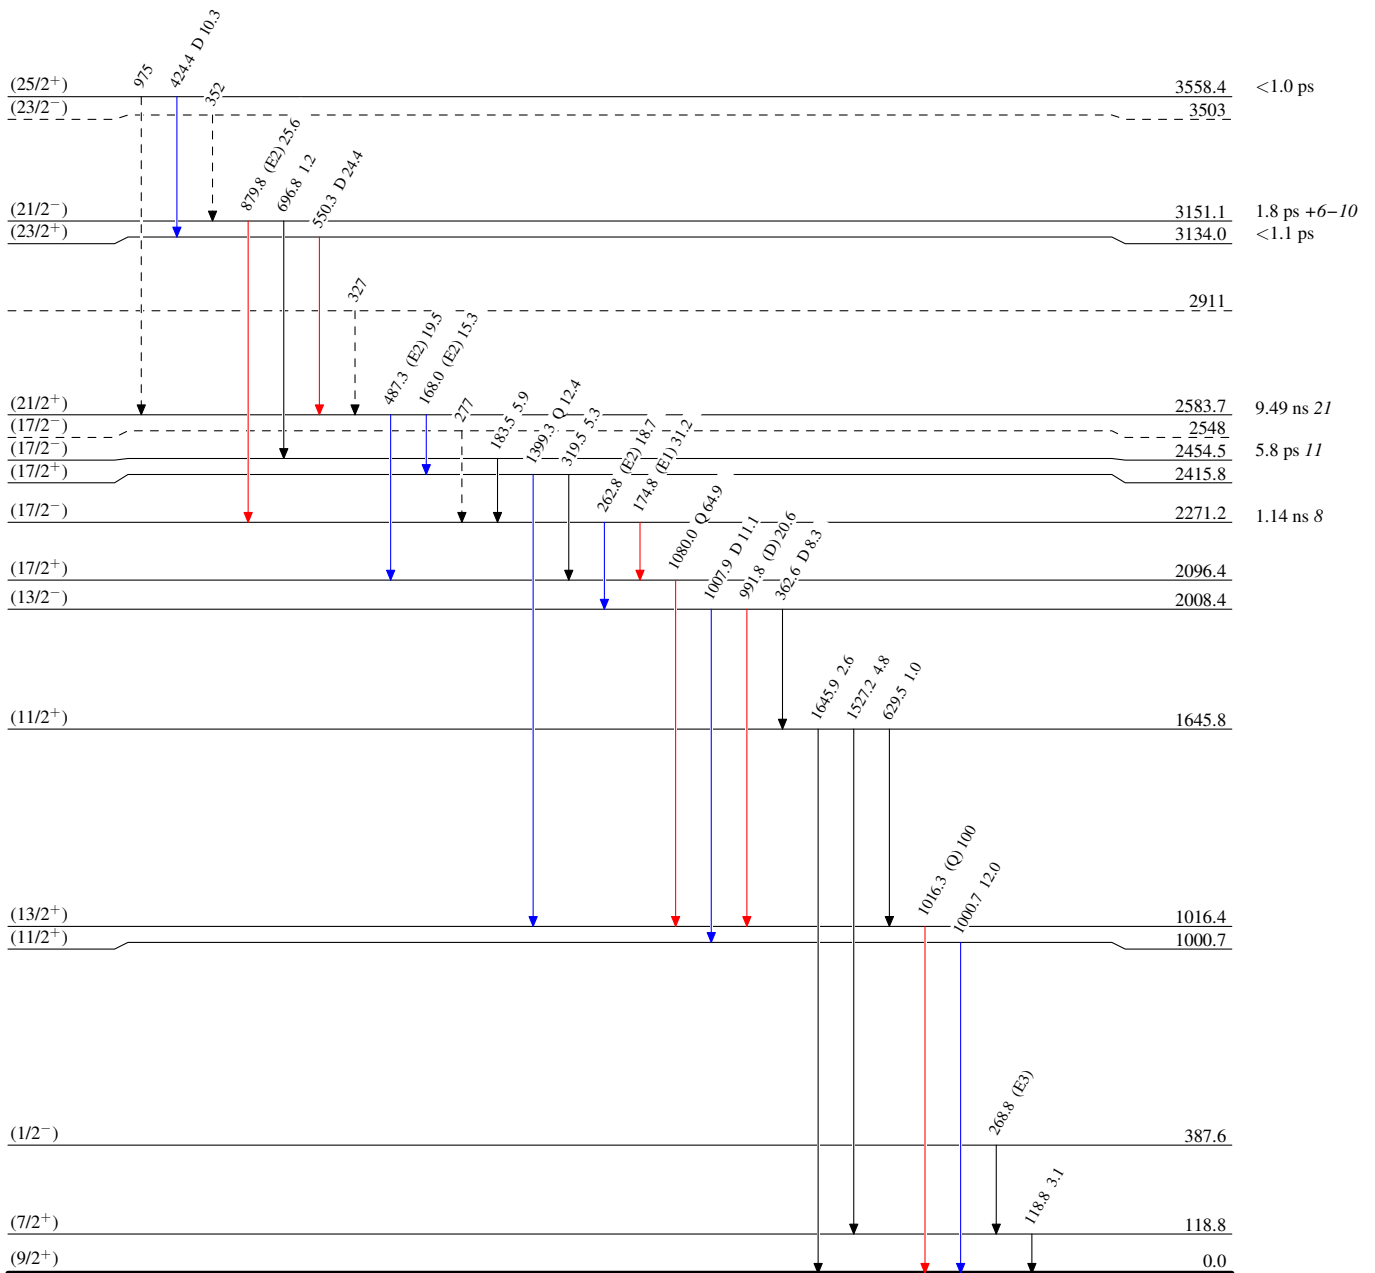 975
424.4 D 10.3
352
(25/2+) 3558.4 <1.0 ps
(23/2−) 3503
879.8 (E2) 25.6
696.8 1.2
550.3 D 24.4
(21/2−) 3151.1 1.8 ps +6−10
(23/2+) 3134.0 <1.1 ps
327
2911
487.3 (E2) 19.5
168.0 (E2) 15.3
277
183.5 5.9
1399.3 Q 12.4
319.5 5.3
(21/2+) 2583.7 9.49 ns 21
(17/2−) 2548
(17/2−) 2454.5 5.8 ps 11
(17/2+) 2415.8
262.8 (E2) 18.7
174.8 (E1) 31.2
(17/2−) 2271.2 1.14 ns 8
1080.0 Q 64.9
1007.9 D 11.1
991.8 (D) 20.6
362.6 D 8.3
(17/2+) 2096.4
(13/2−) 2008.4
1645.9 2.6
1527.2 4.8
629.5 1.0
(11/2+) 1645.8
1016.3 (Q) 100
1000.7 12.0
(13/2+) 1016.4
(11/2+) 1000.7
268.8 (E3)
(1/2−) 387.6
118.8 3.1
(7/2+) 118.8
(9/2+) 0.0